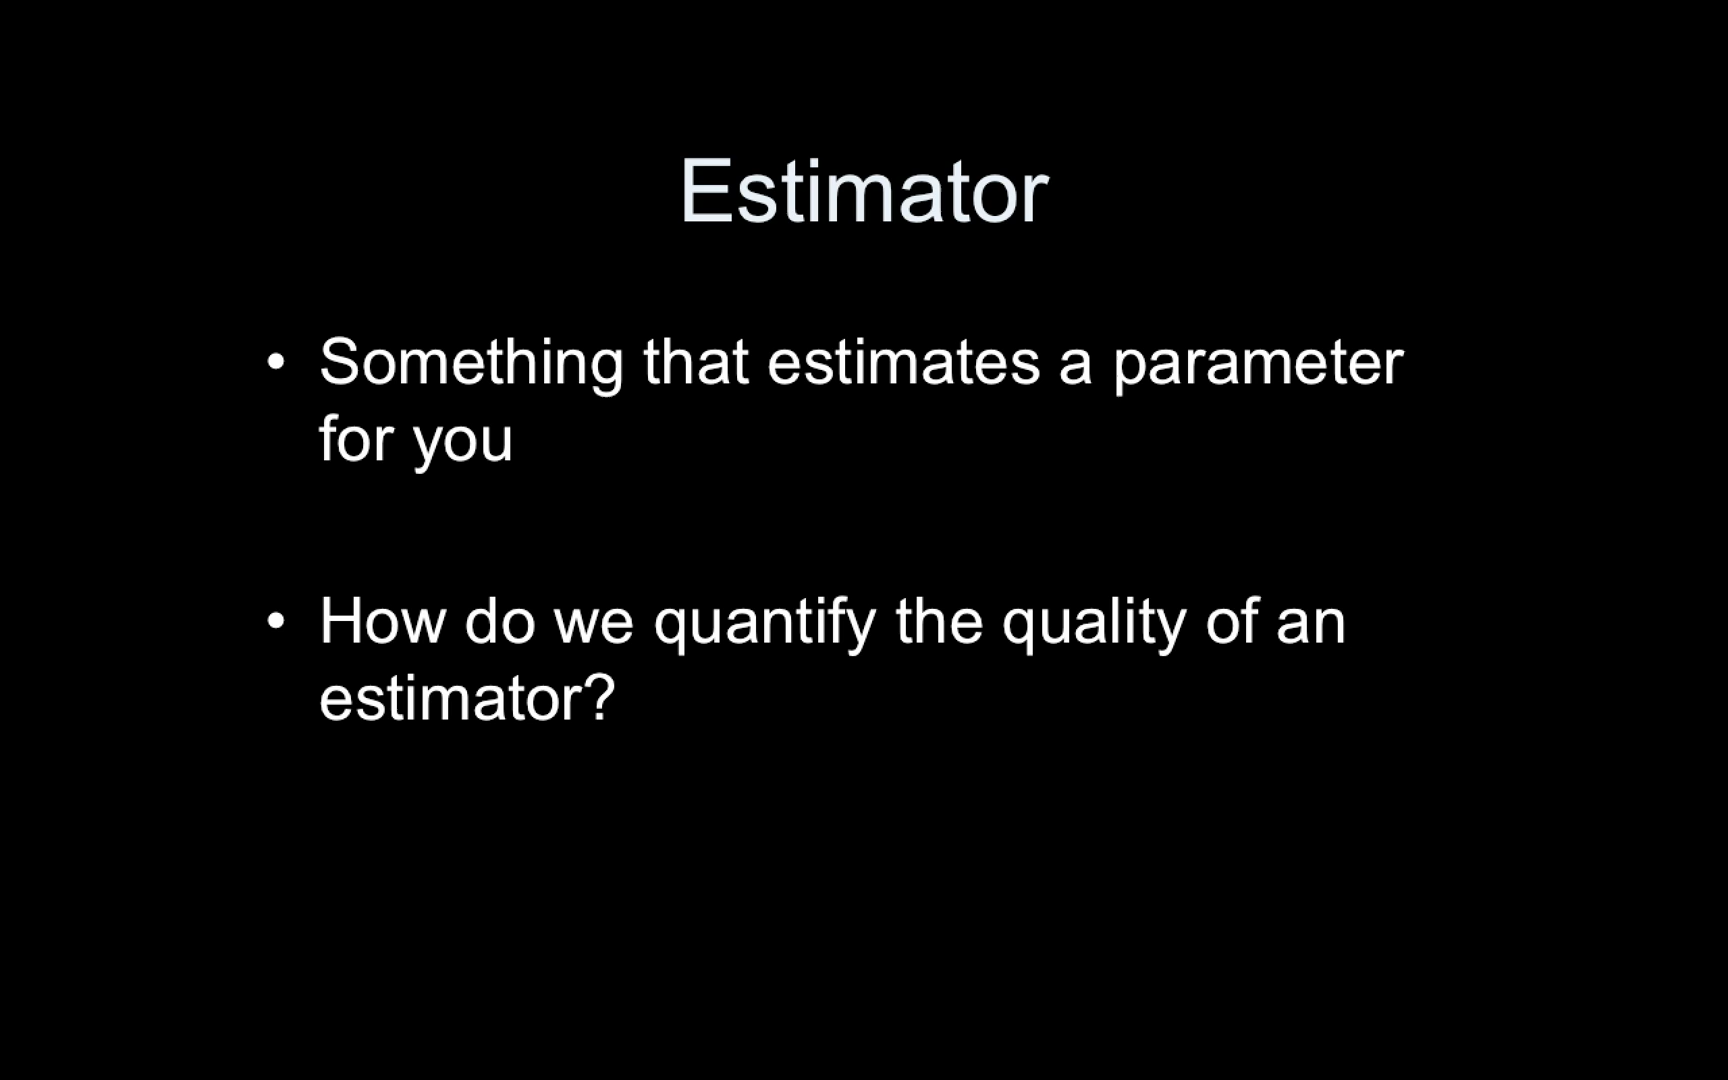 Estimator
• Something that estimates a parameter
for you
• How do we quantify the quality of an
estimator?